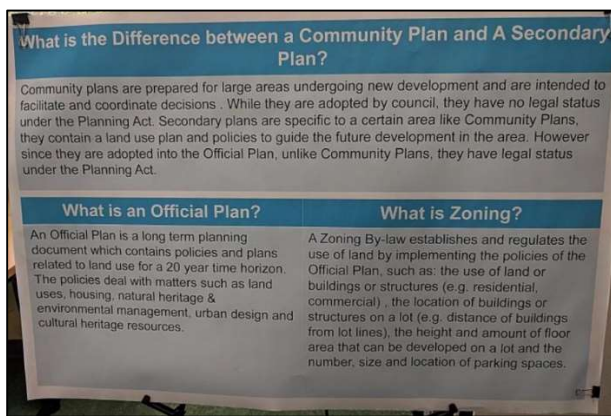 What is the Difference between a Community Plan and A Secondary
Plan?
Community plans are prepared for large areas undergoing new development and are intended to
facilitate and coordinate decisions . While they are adopted by council, they have no legal status
under the Planning Act. Secondary plans are specific to a certain area like Community Plans,
they contain a land use plan and policies to guide the future development in the area. However
since they are adopted into the Official Plan, unlike Community Plans, they have legal status
under the Planning Act.
What is an Official Plan?
An Official Plan is a long term planning
document which contains policies and plans
related to land use for a 20 year time horizon.
The policies deal with matters such as land
uses, housing, natural heritage &
environmental management, urban design and
cultural heritage resources.
What is Zoning?
A Zoning By-law establishes and regulates the
use of land by implementing the policies of the
Official Plan, such as: the use of land or
buildings or structures (e.g. residential,
commercial) , the location of buildings or
structures on a lot (e.g. distance of buildings
from lot lines), the height and amount of floor
area that can be developed on a lot and the
number, size and location of parking spaces.